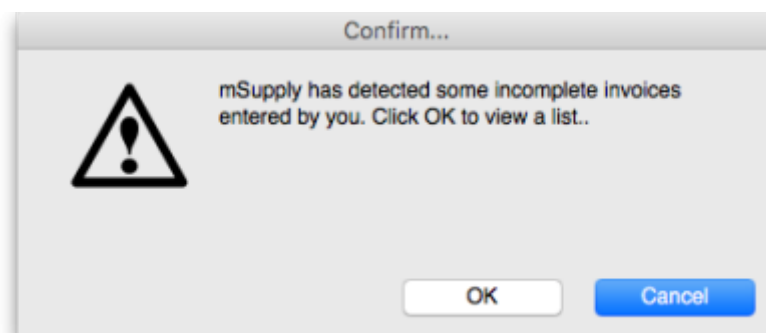 Confirm...
mSupply has detected some incomplete invoices
entered by you. Click OK to view a list..
OK
Cancel